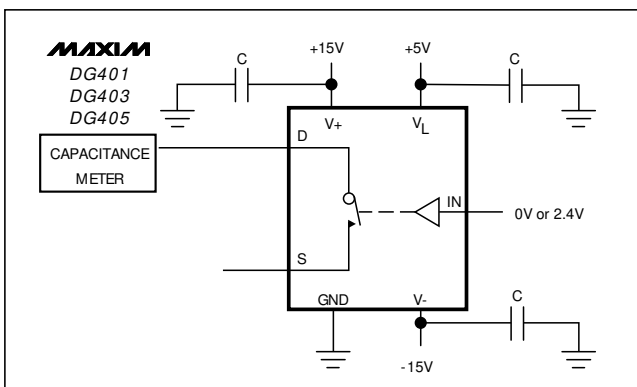 MAXIM
DG401
DG403
DG405
CAPACITANCE
METER
+15V
+5V
C
C
V+
VL
D
IN
0V or 2.4V
S
GND
V-
C
-15V